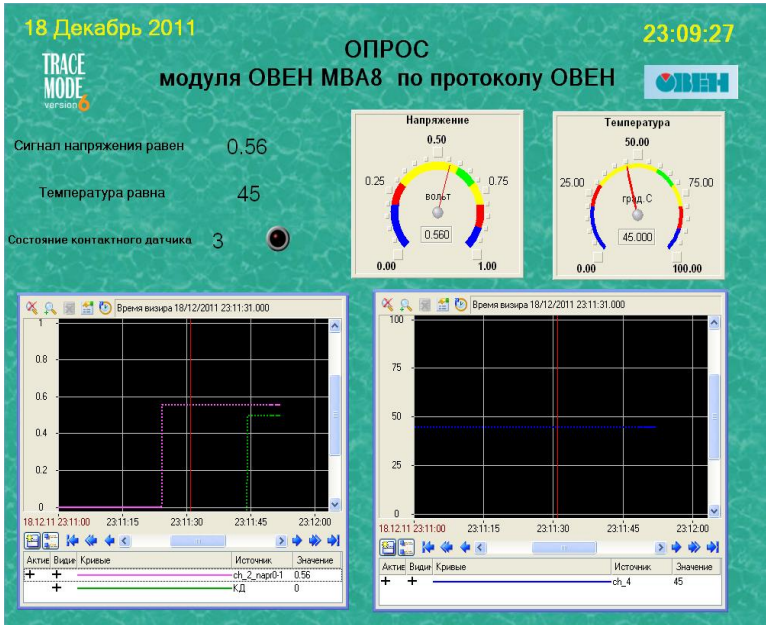 18 Декабрь 2011
23:09:27
ОПРОС
модуля ОВЕН МВА8 по протоколу ОВЕН
TRACE
MODE
version 6
ОВЕН
Сигнал напряжения равен 0.56
Температура равна 45
Состояние контактного датчика 3
Напряжение
0.50
0.25 0.75
вольт
0.560
0.00 1.00
Температура
50.00
25.00 75.00
град.С
45.000
0.00 100.00
Время визира 18/12/2011 23:11:31.000
1
0.8
0.6
0.4
0.2
0
18.12.11 23:11:00 23:11:15 23:11:30 23:11:45 23:12:00
Актив Види Кривые Источник Значение
ch_2_napr0-1 0.56
КД 0
Время визира 18/12/2011 23:11:31.000
100
75
50
25
0
18.12.11 23:11:00 23:11:15 23:11:30 23:11:45 23:12:00
Актив Види Кривые Источник Значение
ch_4 45